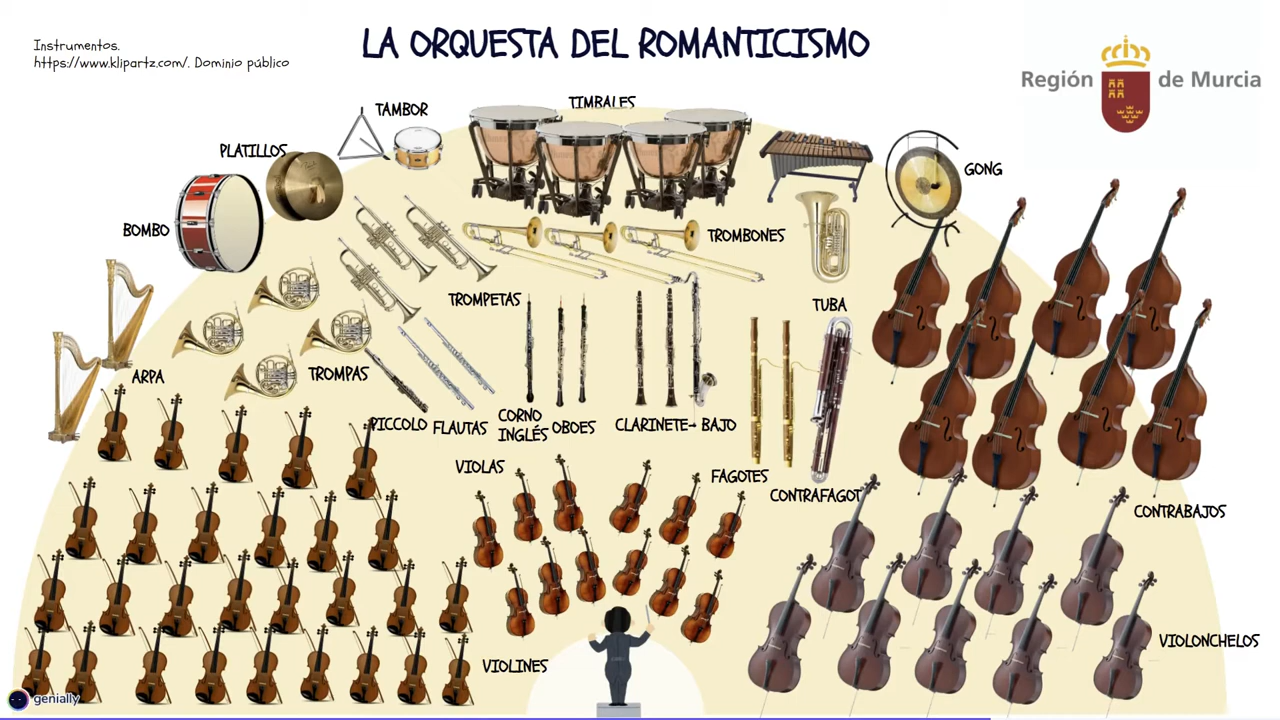 LA ORQUESTA DEL ROMANTICISMO
Instrumentos.
https://www.klipartz.com/. Dominio público
Región de Murcia
TIMBALES
TAMBOR
PLATILLOS
GONG
BOMBO
TROMBONES
TROMPETAS
TUBA
ARPA
TROMPAS
PICCOLO
FLAUTAS
CORNO
INGLÉS
OBOES
CLARINETE- BAJO
VIOLAS
FAGOTES
CONTRAFAGOT
CONTRABAJOS
VIOLINES
VIOLONCHELOS
genially